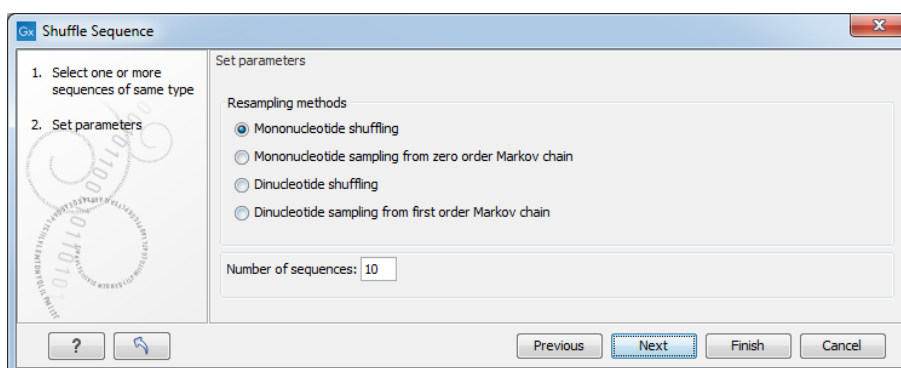 Gx Shuffle Sequence
X
1. Select one or more
sequences of same type
2. Set parameters
Set parameters
Resampling methods
Mononucleotide shuffling
Mononucleotide sampling from zero order Markov chain
Dinucleotide shuffling
Dinucleotide sampling from first order Markov chain
Number of sequences: 10
?
Previous
Next
Finish
Cancel